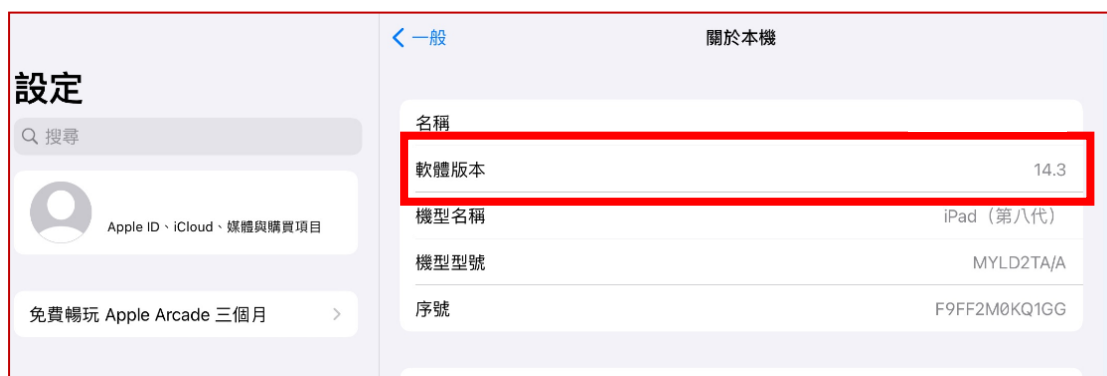 設定
搜尋
Apple ID、iCloud、媒體與購買項目
免費暢玩 Apple Arcade 三個月
一般
關於本機
名稱
軟體版本 14.3
機型名稱 iPad（第八代）
機型型號 MYLD2TA/A
序號 F9FF2M0KQ1GG